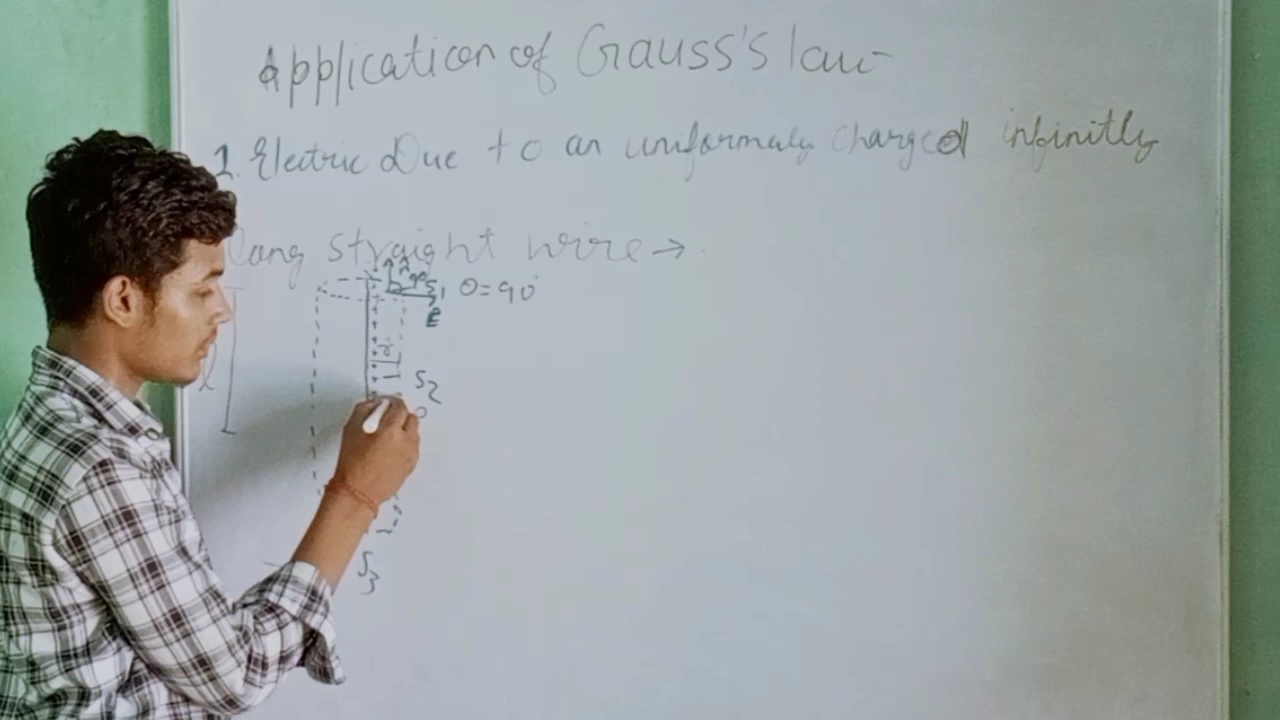 Application of Gauss's law
1. Electric Due to an uniformaly charged infinitly
long straight wire →
n̂ 90° S₁ θ=90°
E
r
l
S₂
S₃